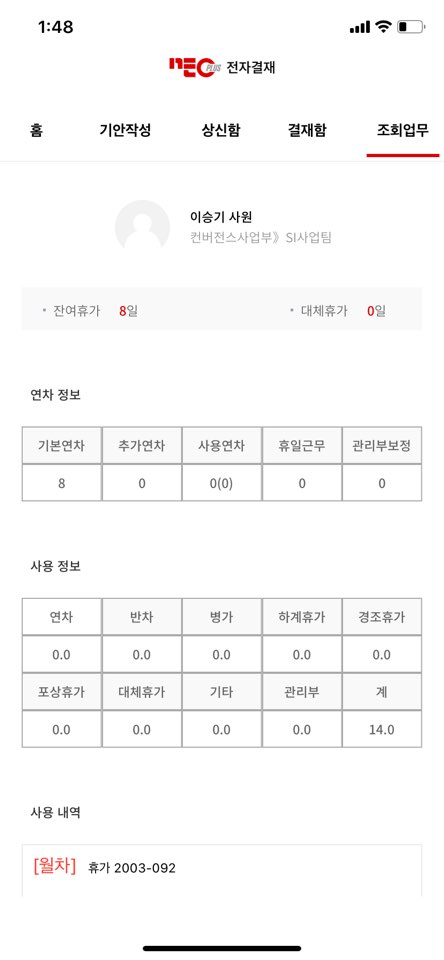 1:48
neo PLUS 전자결재
홈 기안작성 상신함 결재함 조회업무
이승기 사원
컨버전스사업부》 SI사업팀
· 잔여휴가 8일 · 대체휴가 0일
연차 정보
기본연차 추가연차 사용연차 휴일근무 관리부보정
8 0 0(0) 0 0
사용 정보
연차 반차 병가 하계휴가 경조휴가
0.0 0.0 0.0 0.0 0.0
포상휴가 대체휴가 기타 관리부 계
0.0 0.0 0.0 0.0 14.0
사용 내역
[월차] 휴가 2003-092